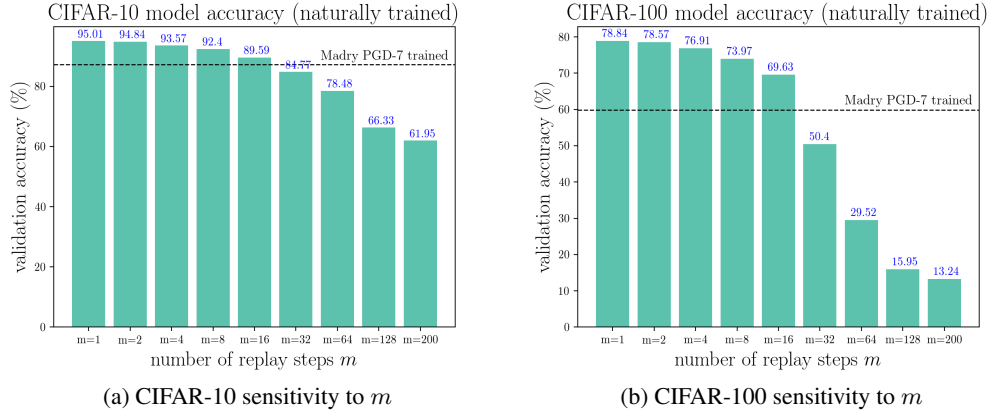 CIFAR-10 model accuracy (naturally trained)
95.01
94.84
93.57
92.4
89.59
84.77
78.48
66.33
61.95
Madry PGD-7 trained
validation accuracy (%)
80
60
40
20
0
m=1 m=2 m=4 m=8 m=16 m=32 m=64 m=128 m=200
number of replay steps m
(a) CIFAR-10 sensitivity to m
CIFAR-100 model accuracy (naturally trained)
78.84
78.57
76.91
73.97
69.63
50.4
29.52
15.95
13.24
Madry PGD-7 trained
validation accuracy (%)
80
70
60
50
40
30
20
10
0
m=1 m=2 m=4 m=8 m=16 m=32 m=64 m=128 m=200
number of replay steps m
(b) CIFAR-100 sensitivity to m